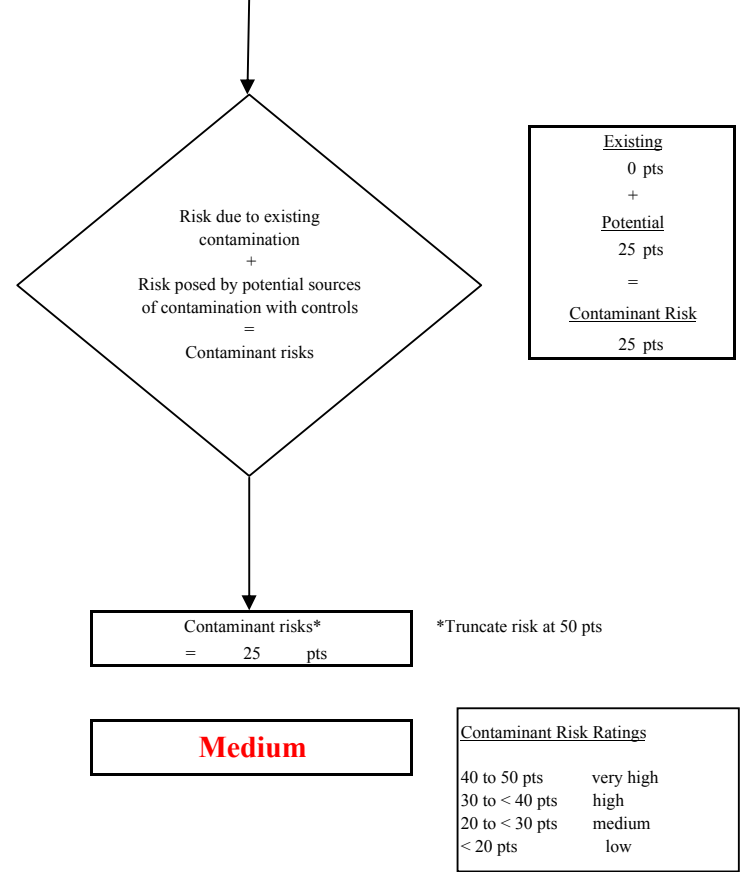 Risk due to existing
contamination
+
Risk posed by potential sources
of contamination with controls
=
Contaminant risks
Existing
0 pts
+
Potential
25 pts
=
Contaminant Risk
25 pts
Contaminant risks*
= 25 pts
*Truncate risk at 50 pts
Medium
Contaminant Risk Ratings
40 to 50 pts very high
30 to < 40 pts high
20 to < 30 pts medium
< 20 pts low